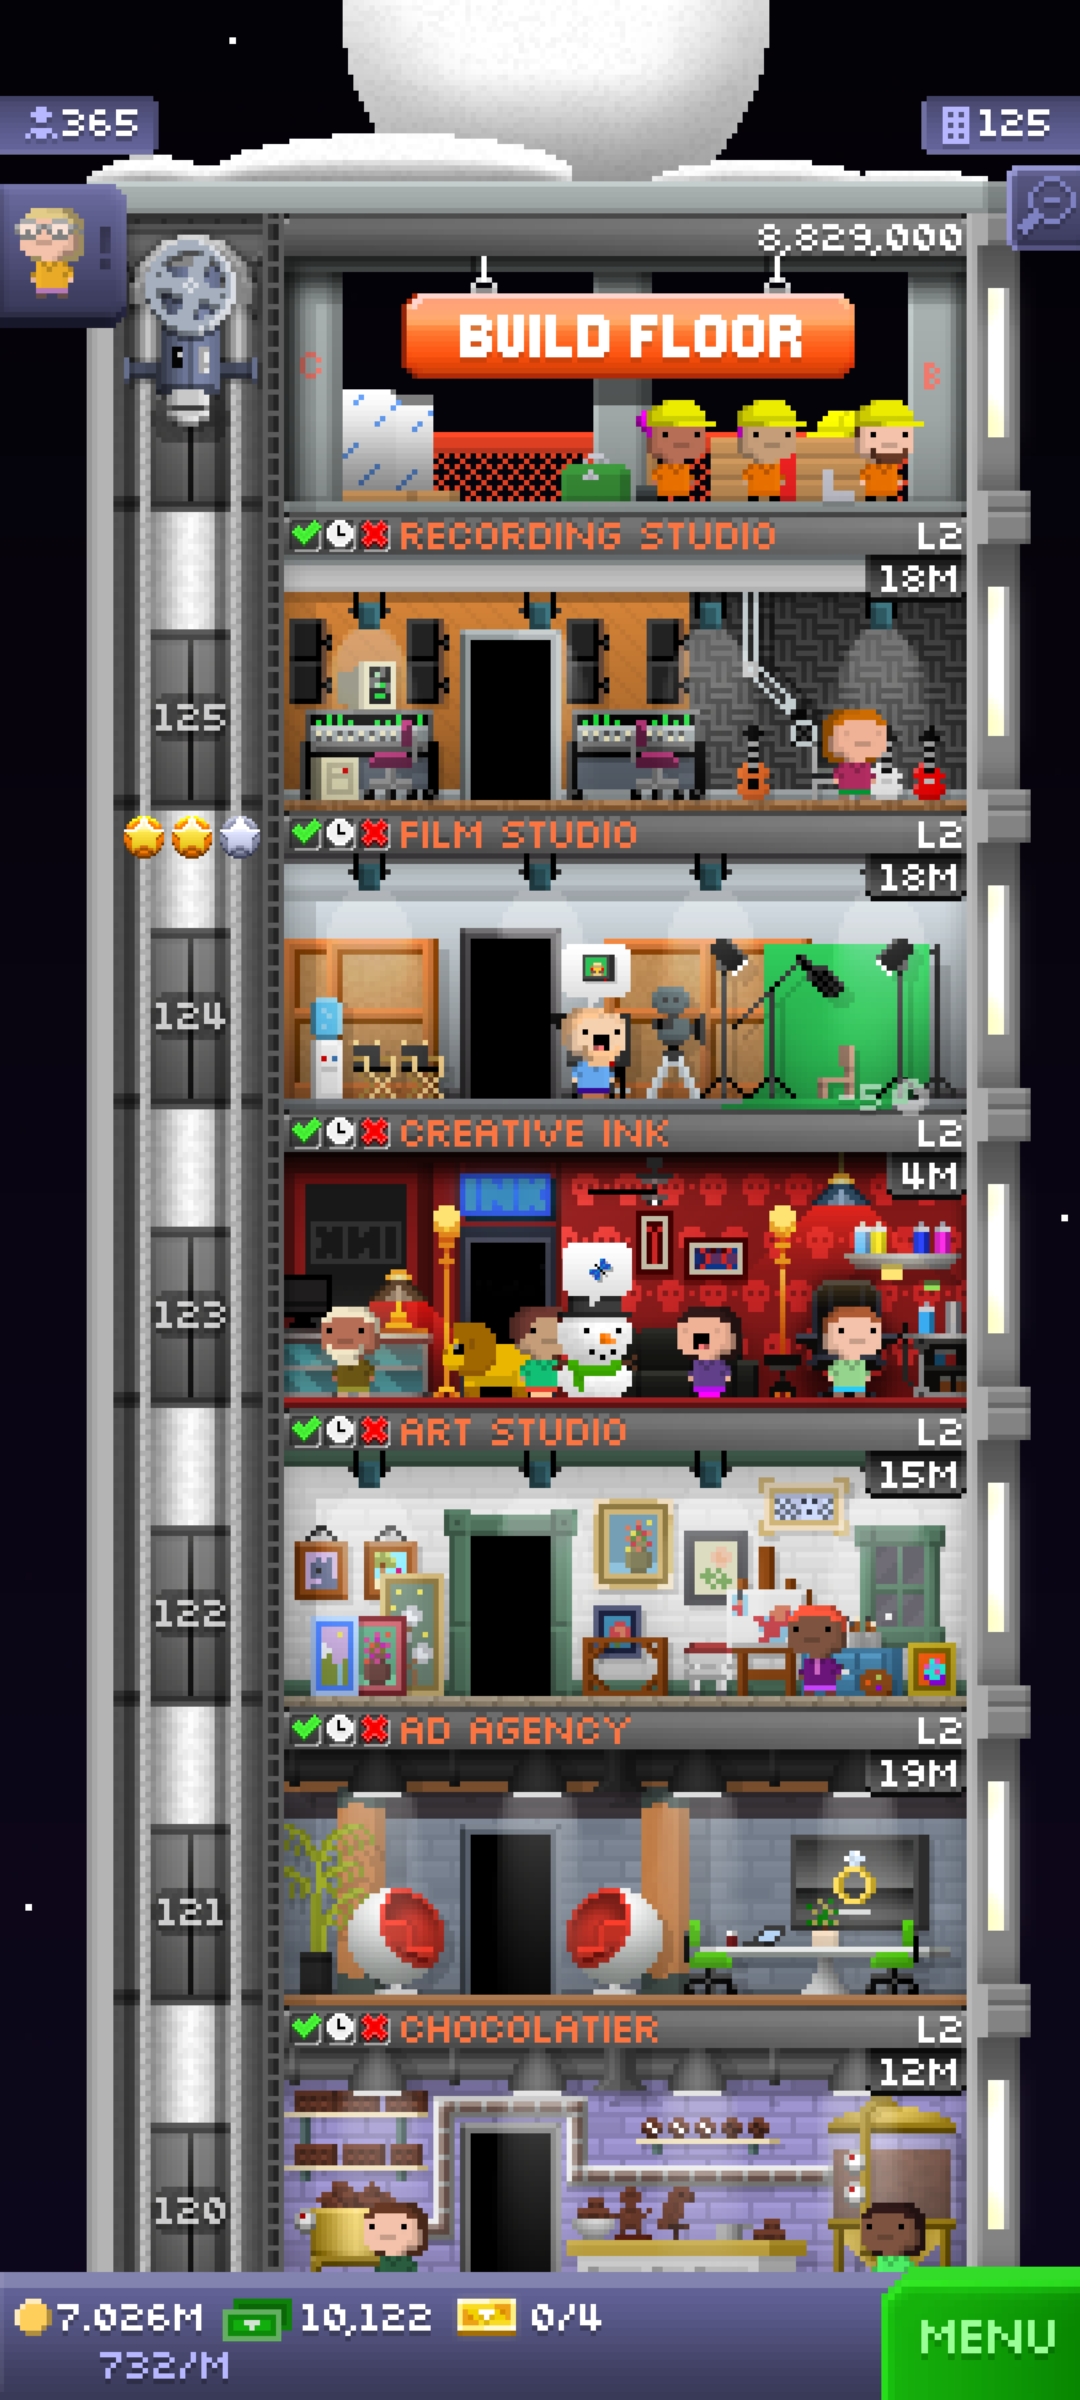 365
125
8,829,000
BUILD FLOOR
C
B
RECORDING STUDIO L2
18M
125
FILM STUDIO L2
18M
124
-5
CREATIVE INK L2
4M
INK
INK
123
ART STUDIO L2
15M
122
AD AGENCY L2
19M
121
CHOCOLATIER L2
12M
120
7.026M 10,122 0/4
732/M
MENU